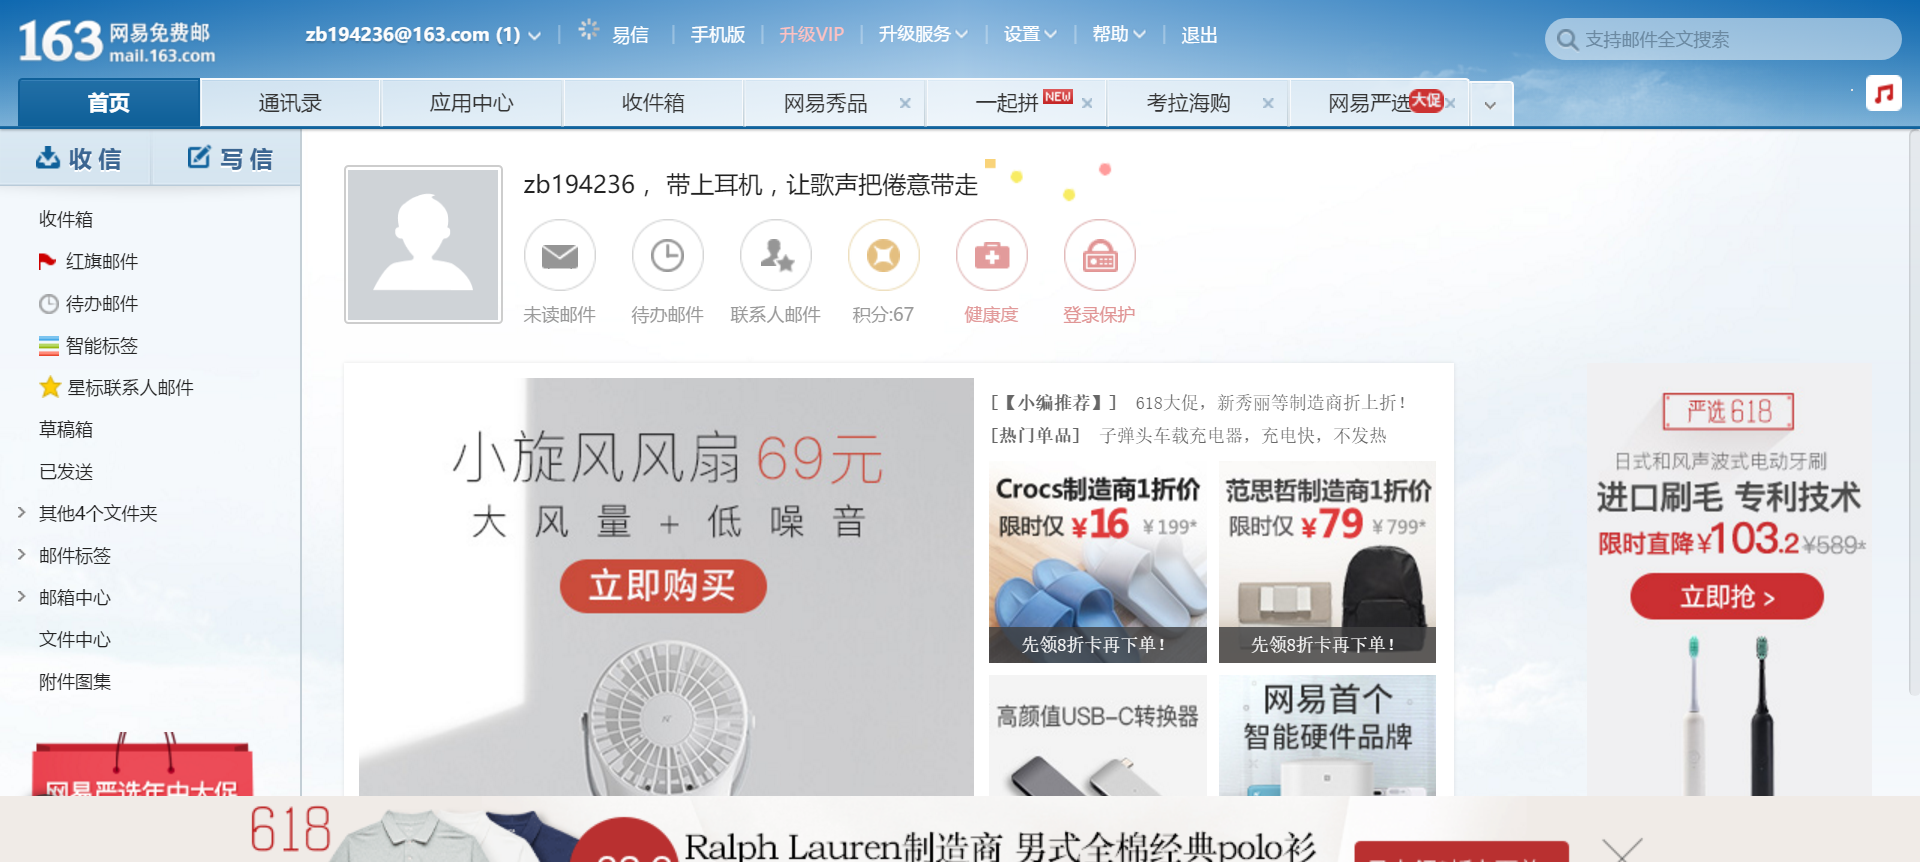 163 网易免费邮
mail.163.com
zb194236@163.com (1)
易信
手机版
升级VIP
升级服务
设置
帮助
退出
支持邮件全文搜索
首页
通讯录
应用中心
收件箱
网易秀品
一起拼 NEW
考拉海购
网易严选 大促
收 信
写 信
收件箱
红旗邮件
待办邮件
智能标签
星标联系人邮件
草稿箱
已发送
其他4个文件夹
邮件标签
邮箱中心
文件中心
附件图集
网易严选年中大促
zb194236， 带上耳机，让歌声把倦意带走
未读邮件
待办邮件
联系人邮件
积分:67
健康度
登录保护
小旋风风扇69元
大风量+低噪音
立即购买
[【小编推荐】] 618大促，新秀丽等制造商折上折！
[热门单品] 子弹头车载充电器，充电快，不发热
Crocs制造商1折价
限时仅 ¥16 ¥199*
先领8折卡再下单！
范思哲制造商1折价
限时仅 ¥79 ¥799*
先领8折卡再下单！
高颜值USB-C转换器
网易首个
智能硬件品牌
严选618
日式和风声波式电动牙刷
进口刷毛 专利技术
限时直降¥103.2¥589*
立即抢 >
618
Ralph Lauren制造商 男式全棉经典polo衫